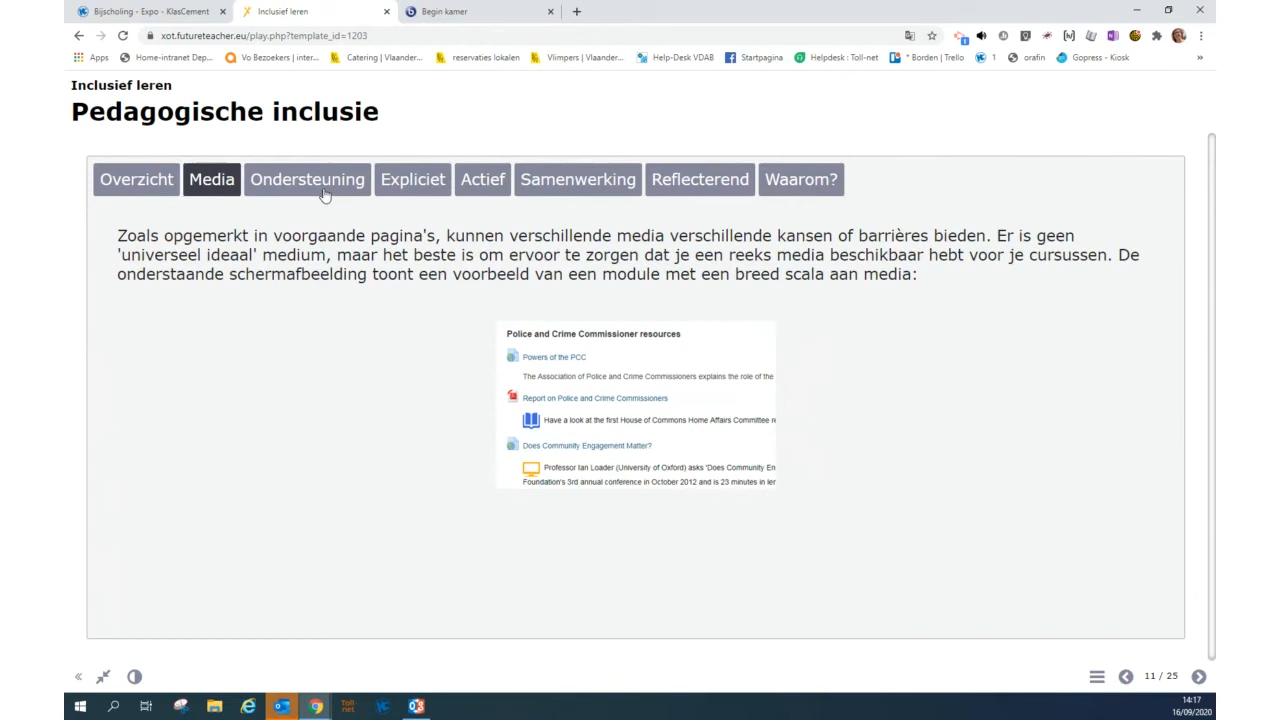 Bijscholing - Expo - KlasCement
Inclusief leren
Begin kamer
xot.futureteacher.eu/play.php?template_id=1203
Apps
Home-intranet Dep...
Vo Bezoekers | inter...
Catering | Vlaander...
reservaties lokalen
Vlimpers | Vlaander...
Help-Desk VDAB
Startpagina
Helpdesk : Toll-net
* Borden | Trello
1
orafin
Gopress - Kiosk
»
Inclusief leren
Pedagogische inclusie
Overzicht
Media
Ondersteuning
Expliciet
Actief
Samenwerking
Reflecterend
Waarom?
Zoals opgemerkt in voorgaande pagina's, kunnen verschillende media verschillende kansen of barrières bieden. Er is geen
'universeel ideaal' medium, maar het beste is om ervoor te zorgen dat je een reeks media beschikbaar hebt voor je cursussen. De
onderstaande schermafbeelding toont een voorbeeld van een module met een breed scala aan media:
Police and Crime Commissioner resources
Powers of the PCC
The Association of Police and Crime Commissioners explains the role of the
Report on Police and Crime Commissioners
Have a look at the first House of Commons Home Affairs Committee re
Does Community Engagement Matter?
Professor Ian Loader (University of Oxford) asks 'Does Community En
Foundation's 3rd annual conference in October 2012 and is 23 minutes in ler
«
11 / 25
Toll-
net
14:17
16/09/2020